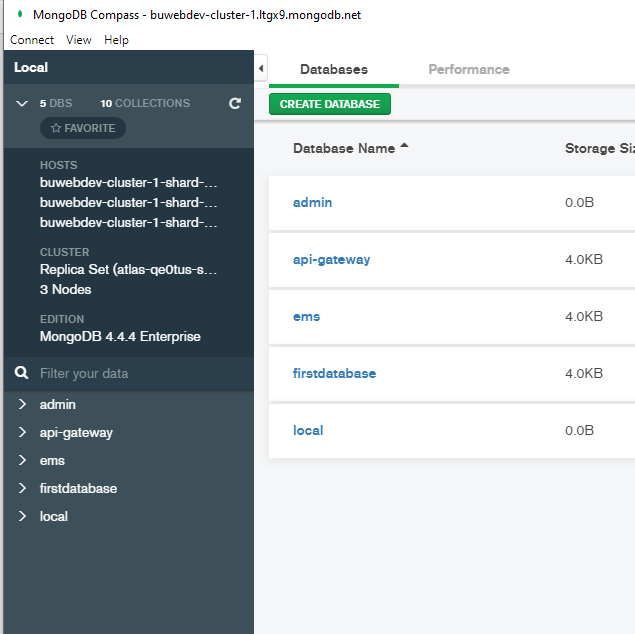 MongoDB Compass - buwebdev-cluster-1.ltgx9.mongodb.net
Connect View Help
Local
5 DBS 10 COLLECTIONS
FAVORITE
HOSTS
buwebdev-cluster-1-shard-...
buwebdev-cluster-1-shard-...
buwebdev-cluster-1-shard-...
CLUSTER
Replica Set (atlas-qe0tus-s...
3 Nodes
EDITION
MongoDB 4.4.4 Enterprise
Filter your data
admin
api-gateway
ems
firstdatabase
local
Databases Performance
CREATE DATABASE
Database Name Storage Siz
admin 0.0B
api-gateway 4.0KB
ems 4.0KB
firstdatabase 4.0KB
local 0.0B